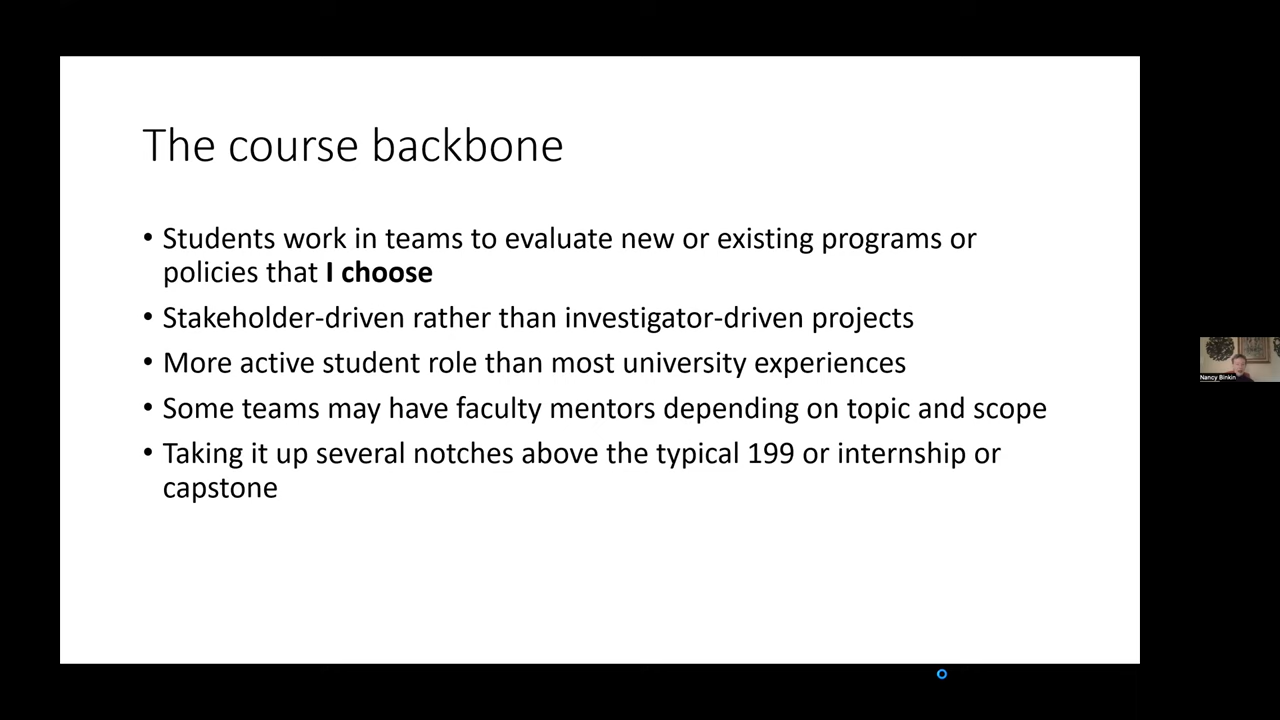 The course backbone
• Students work in teams to evaluate new or existing programs or
policies that I choose
• Stakeholder-driven rather than investigator-driven projects
• More active student role than most university experiences
• Some teams may have faculty mentors depending on topic and scope
• Taking it up several notches above the typical 199 or internship or
capstone
Nancy Binkin